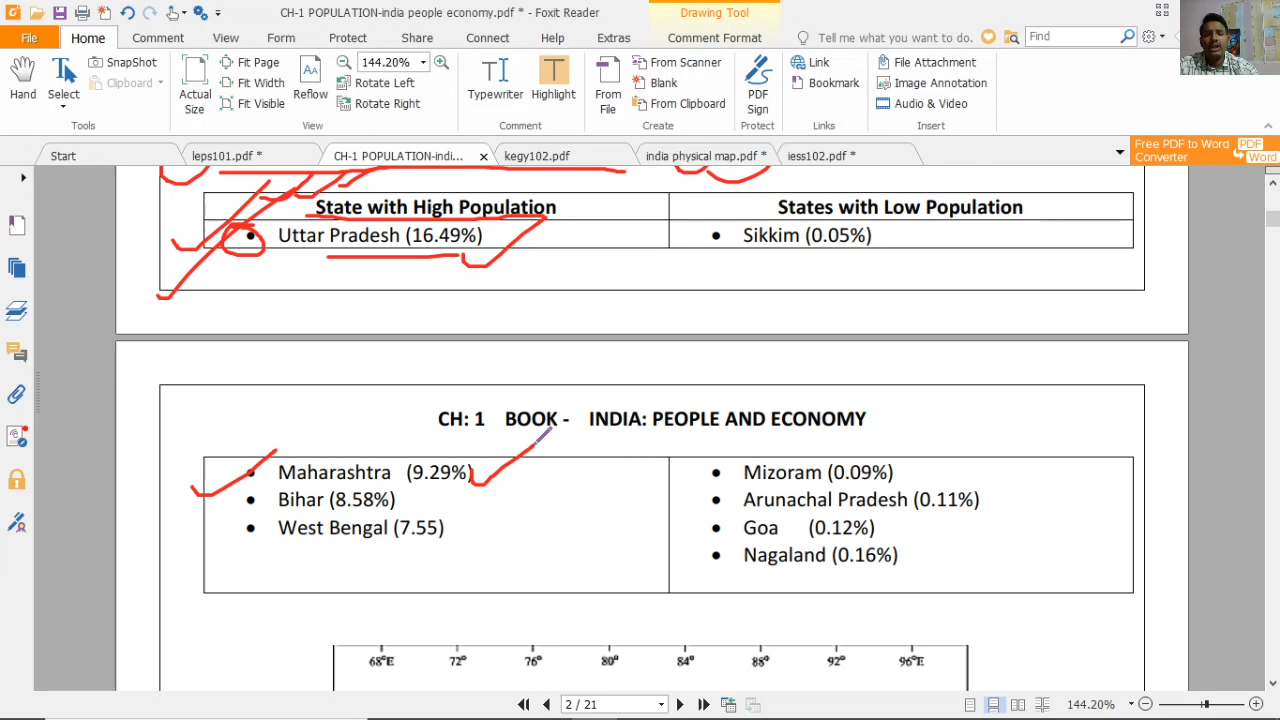 CH-1 POPULATION-india people economy.pdf * - Foxit Reader
Drawing Tool
File Home Comment View Form Protect Share Connect Help Extras Comment Format Tell me what you want to do. Find
Hand
Select
SnapShot
Clipboard
Tools
Actual Size
Fit Page
Fit Width
Fit Visible
Reflow
144.20%
Rotate Left
Rotate Right
View
Typewriter
Highlight
Comment
From File
From Scanner
Blank
From Clipboard
Create
PDF Sign
Protect
Link
Bookmark
Links
File Attachment
Image Annotation
Audio & Video
Insert
Start leps101.pdf * CH-1 POPULATION-indi... kegy102.pdf india physical map.pdf * iess102.pdf *
Free PDF to Word Converter
PDF
Word
State with High Population States with Low Population
• Uttar Pradesh (16.49%) • Sikkim (0.05%)
CH: 1 BOOK - INDIA: PEOPLE AND ECONOMY
• Maharashtra (9.29%) • Mizoram (0.09%)
• Bihar (8.58%) • Arunachal Pradesh (0.11%)
• West Bengal (7.55) • Goa (0.12%)
• Nagaland (0.16%)
68°E 72° 76° 80° 84° 88° 92° 96°E
2 / 21
144.20%